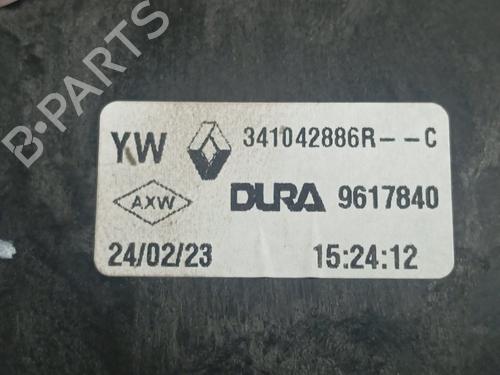 B-PARTS
YW 341042886R--C
AXW DURA 9617840
24/02/23 15:24:12